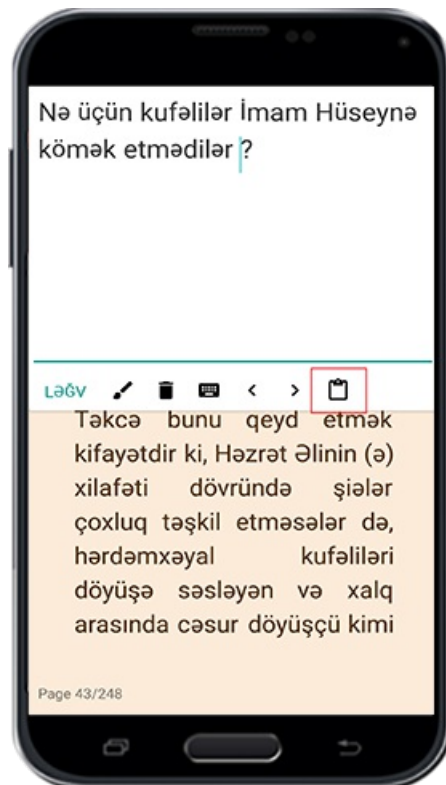 Nə üçün kufəlilər İmam Hüseynə
kömək etmədilər ?
LƏĞV
Təkcə bunu qeyd etmək
kifayətdir ki, Həzrət Əlinin (ə)
xilafəti dövründə şiələr
çoxluq təşkil etməsələr də,
hərdəmxəyal kufəliləri
döyüşə səsləyən və xalq
arasında cəsur döyüşçü kimi
Page 43/248